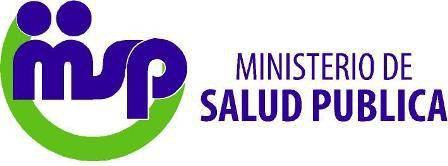 msp
MINISTERIO DE
SALUD PUBLICA